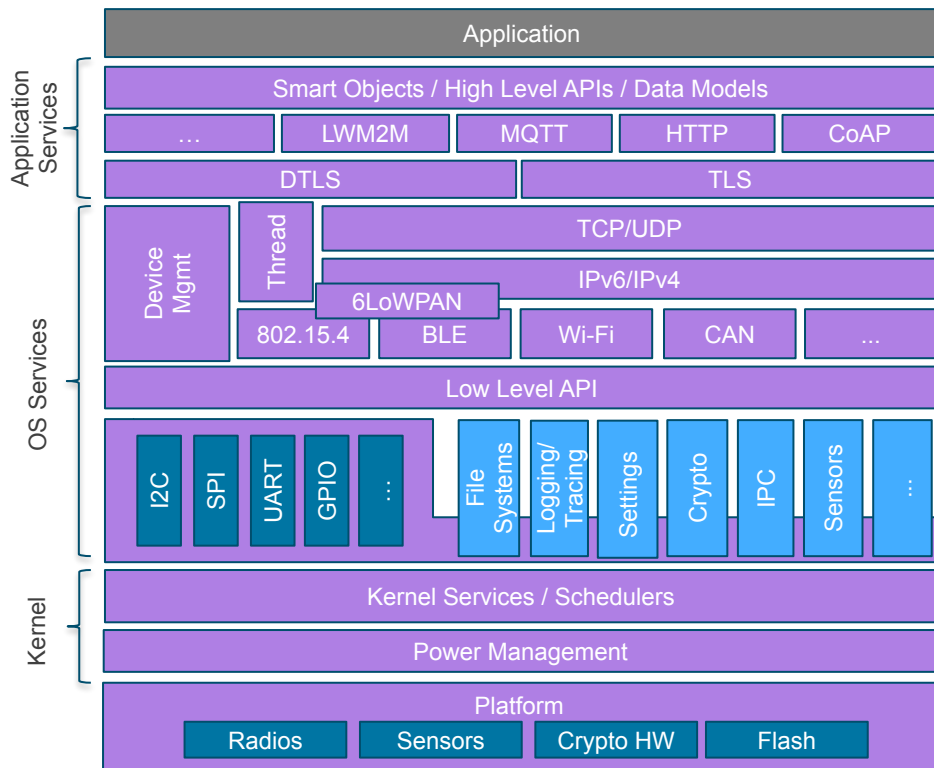 Application
Application
Services
Smart Objects / High Level APIs / Data Models
…
LWM2M
MQTT
HTTP
CoAP
DTLS
TLS
OS Services
Device
Mgmt
Thread
TCP/UDP
IPv6/IPv4
6LoWPAN
802.15.4
BLE
Wi-Fi
CAN
...
Low Level API
I2C
SPI
UART
GPIO
…
File
Systems
Logging/
Tracing
Settings
Crypto
IPC
Sensors
…
Kernel
Kernel Services / Schedulers
Power Management
Platform
Radios
Sensors
Crypto HW
Flash